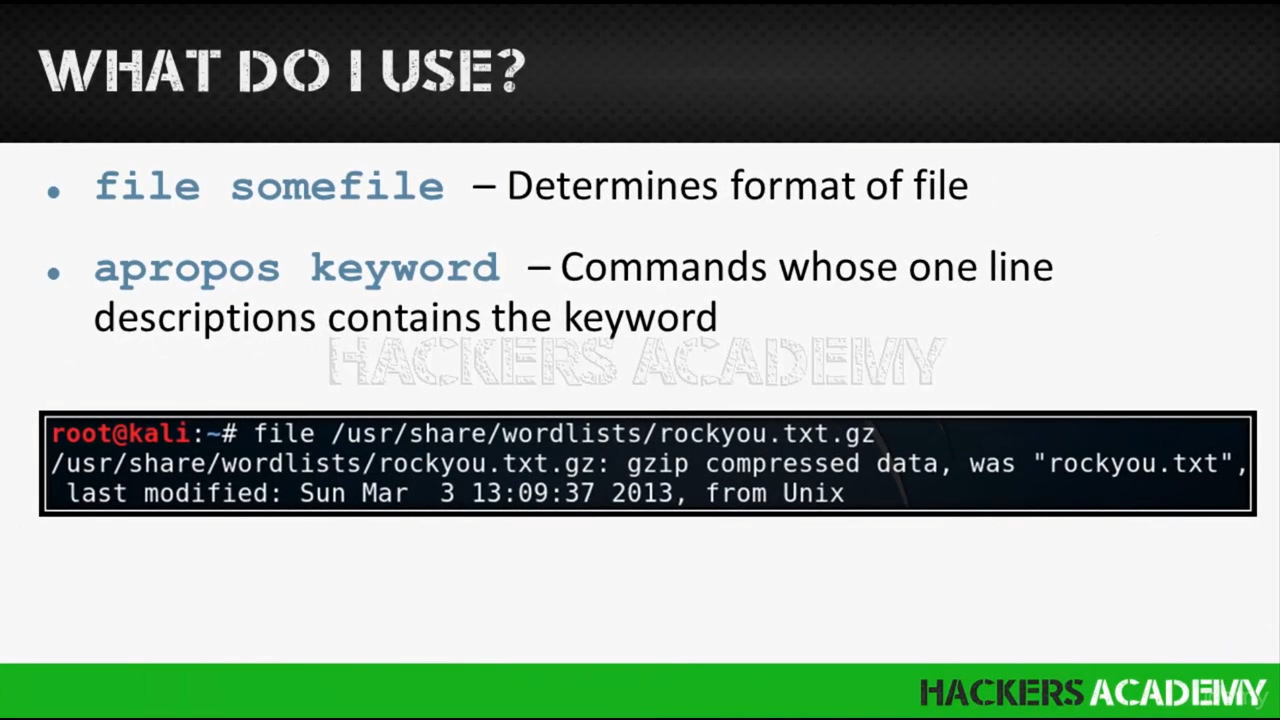 WHAT DO I USE?
• file somefile – Determines format of file
• apropos keyword – Commands whose one line
descriptions contains the keyword
HACKERS ACADEMY
root@kali:~# file /usr/share/wordlists/rockyou.txt.gz
/usr/share/wordlists/rockyou.txt.gz: gzip compressed data, was "rockyou.txt",
last modified: Sun Mar  3 13:09:37 2013, from Unix
HACKERS ACADEMY